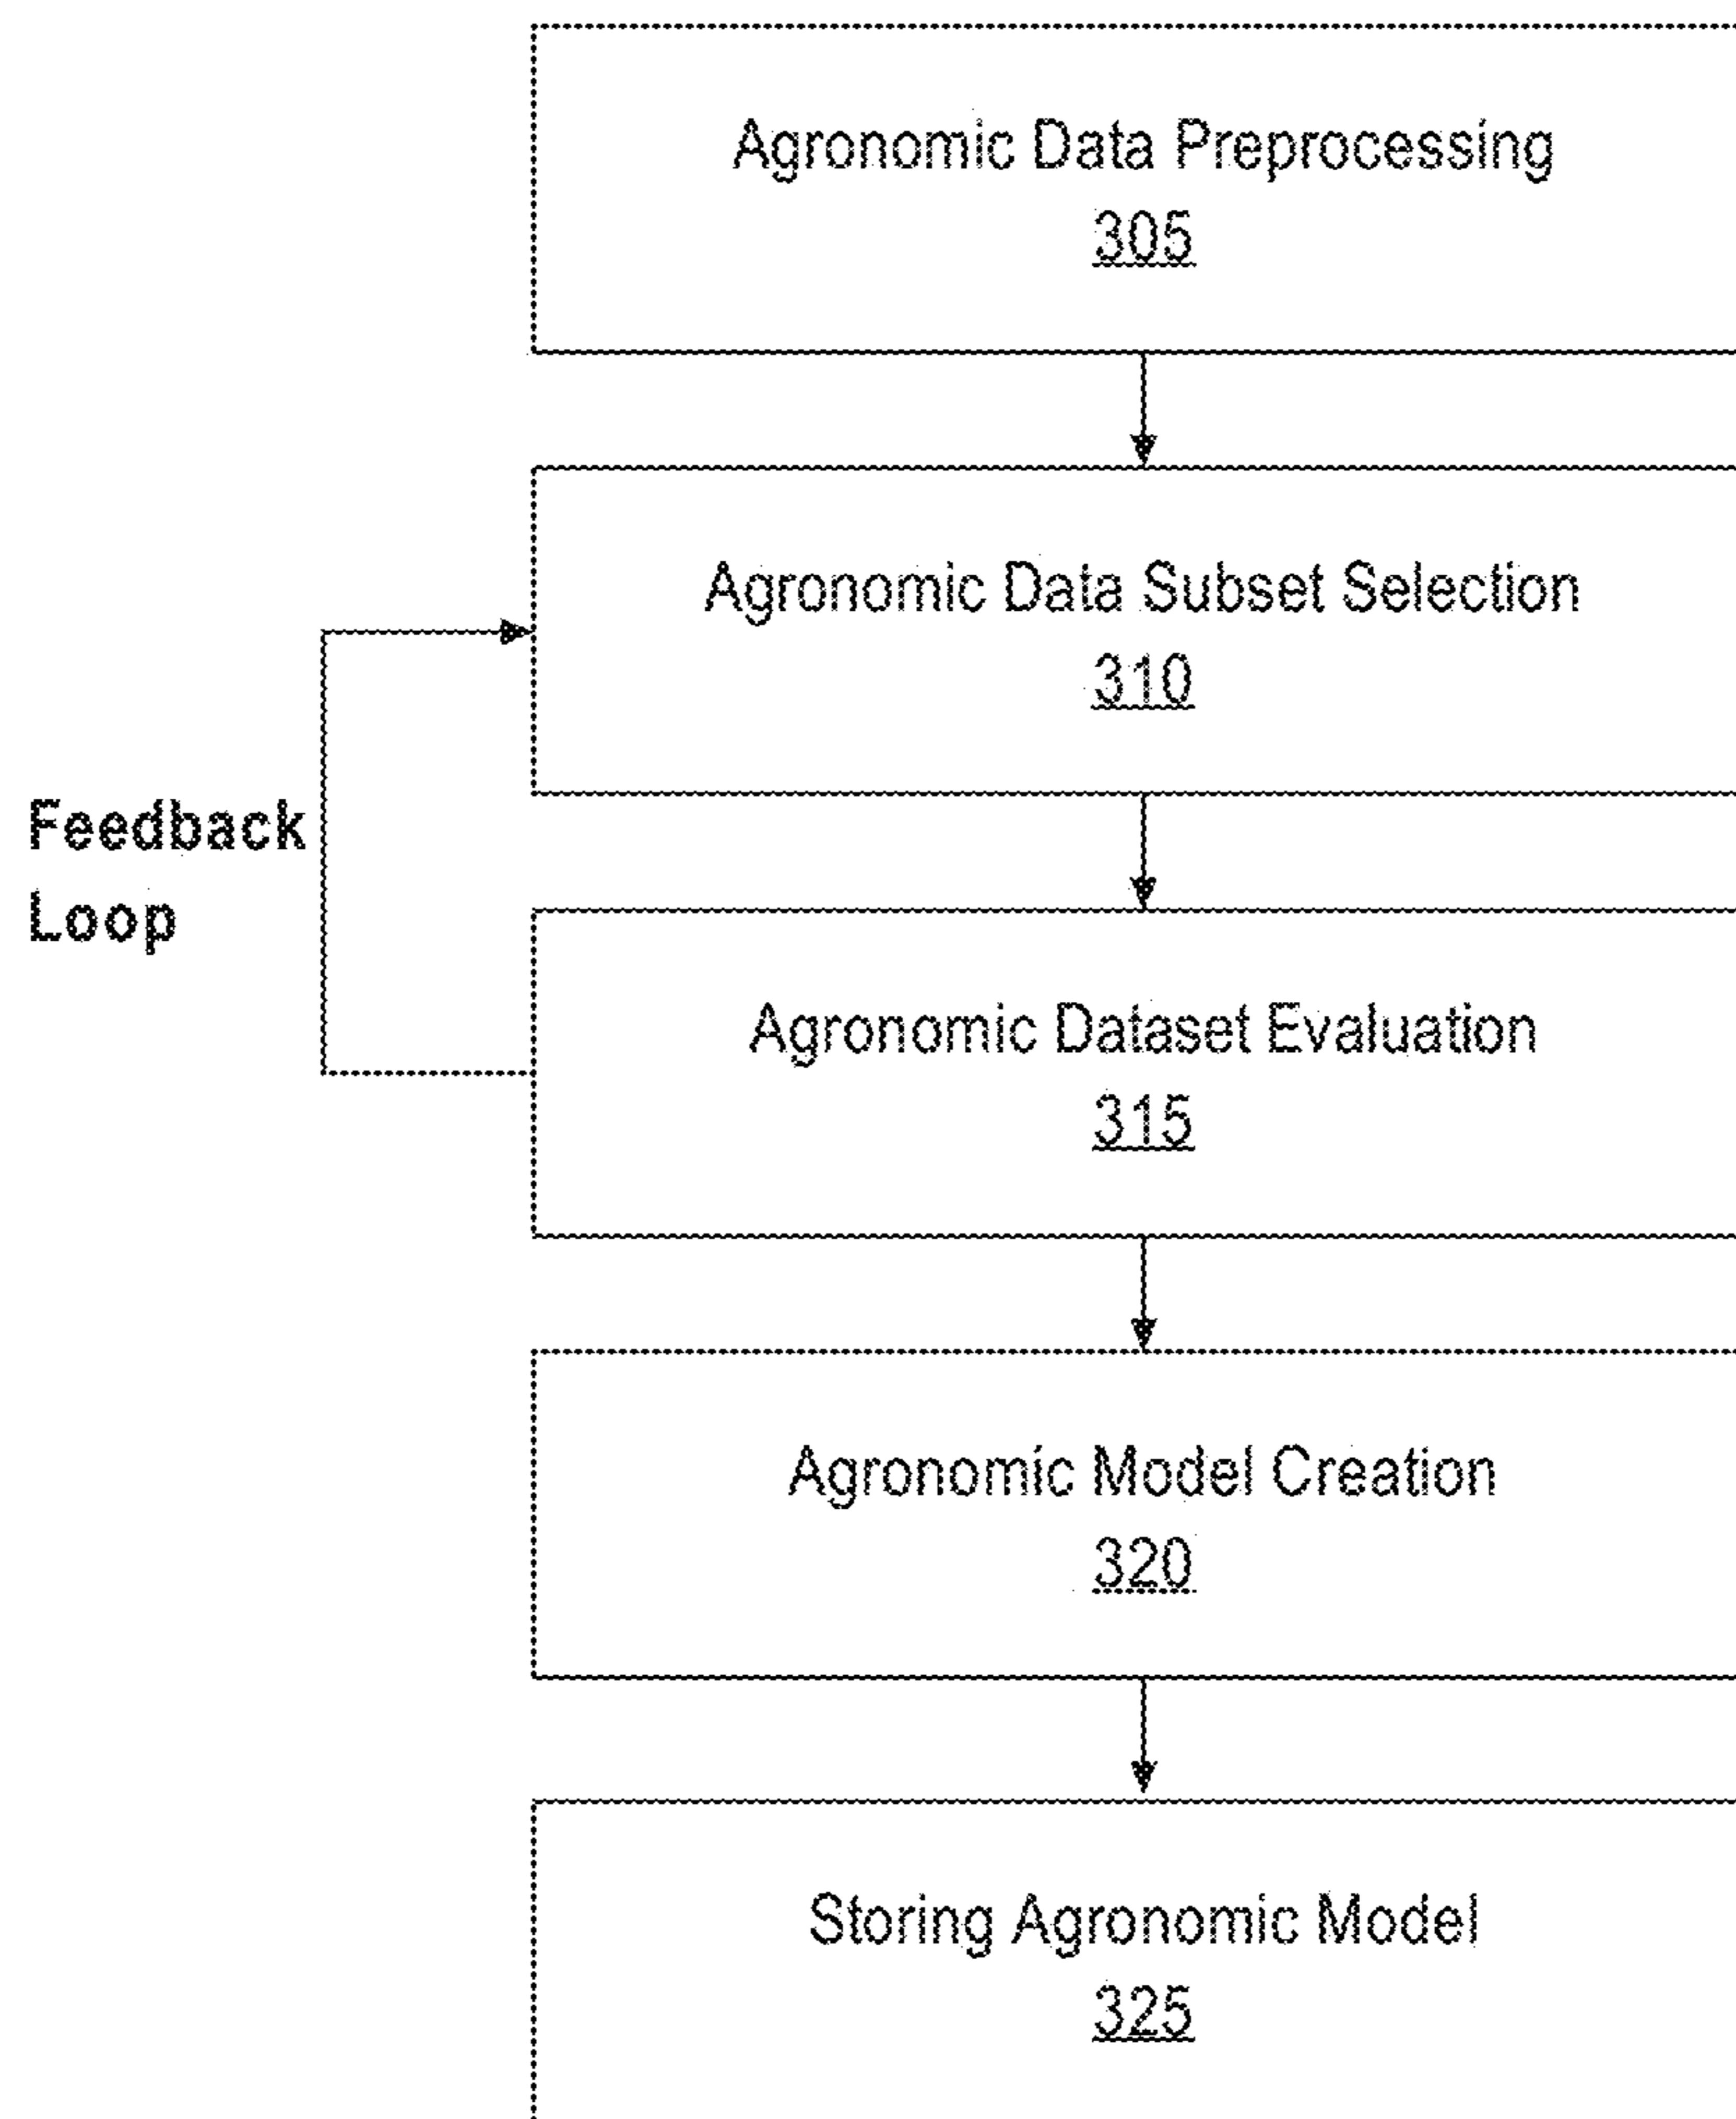 Agronomic Data Preprocessing
305
Agronomic Data Subset Selection
310
Feedback
Loop
Agronomic Dataset Evaluation
315
Agronomic Model Creation
320
Storing Agronomic Model
325